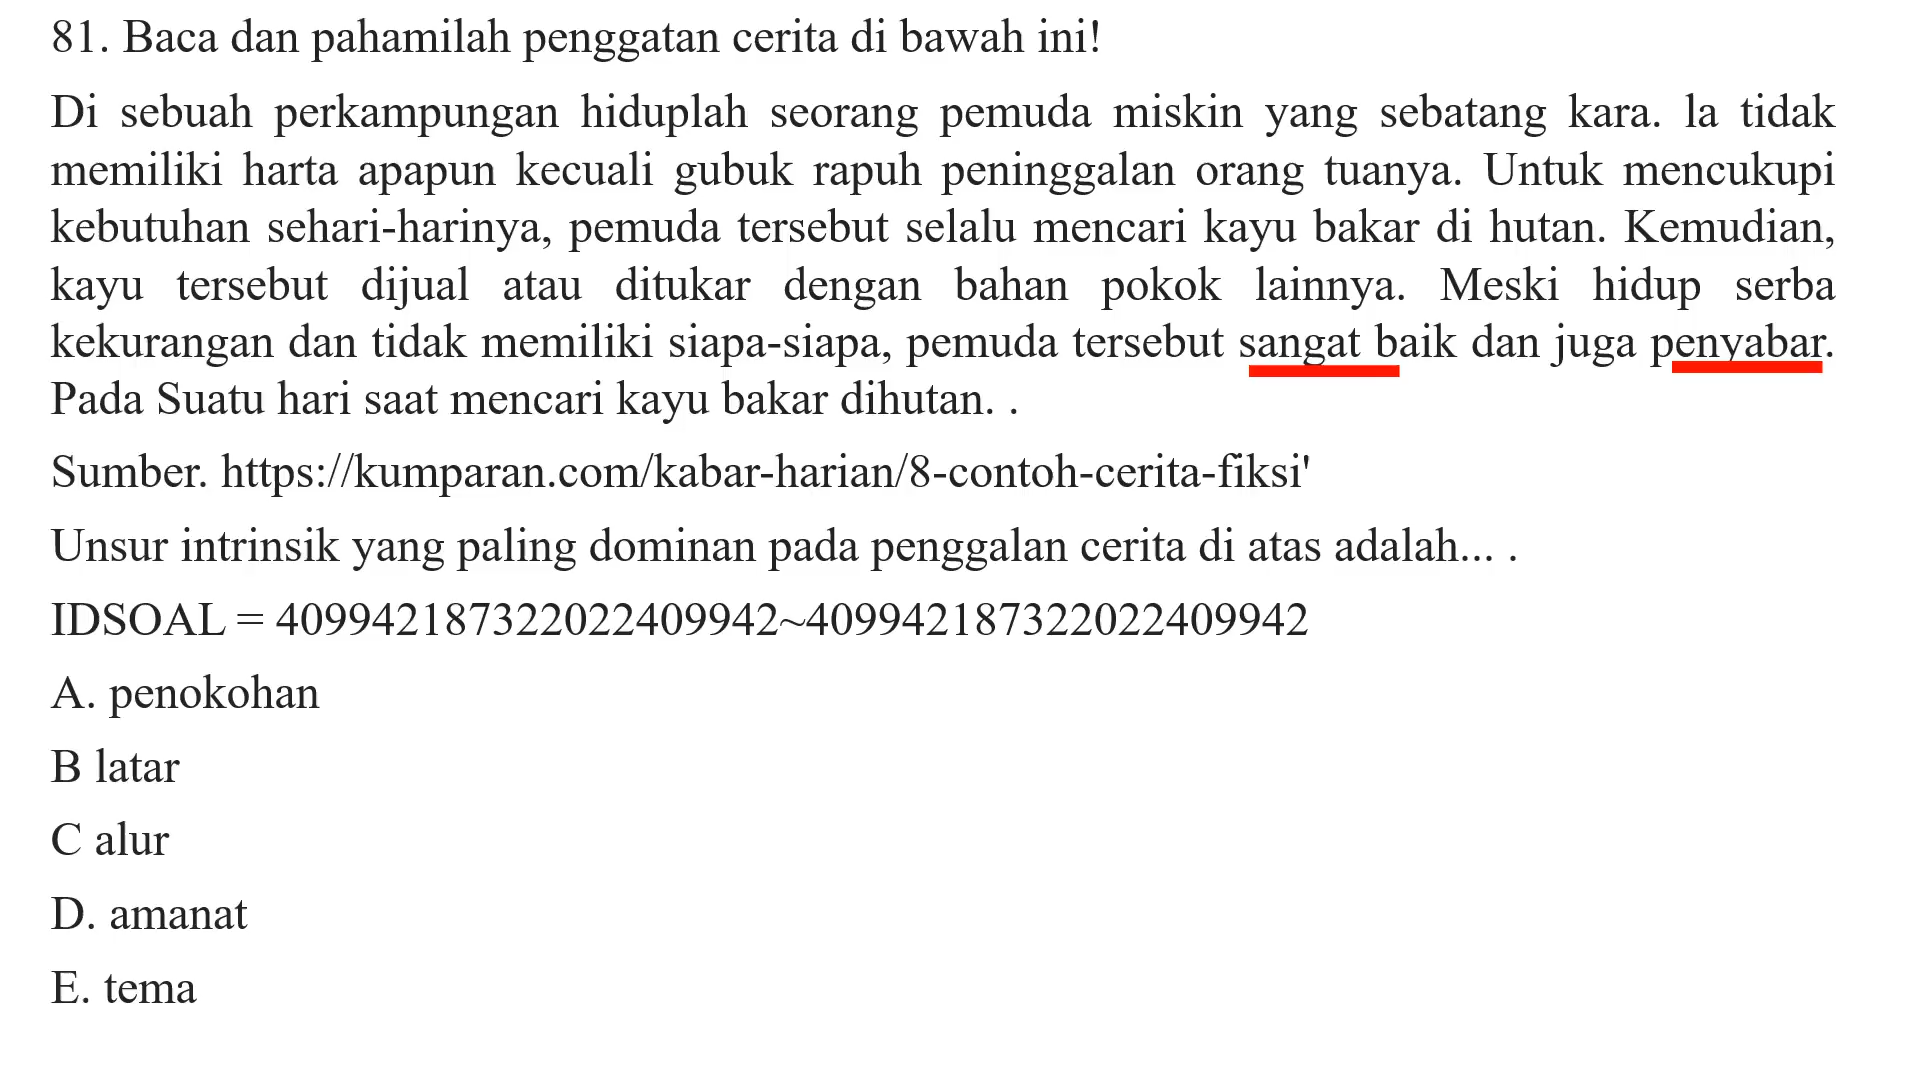 81. Baca dan pahamilah penggatan cerita di bawah ini!
Di sebuah perkampungan hiduplah seorang pemuda miskin yang sebatang kara. la tidak
memiliki harta apapun kecuali gubuk rapuh peninggalan orang tuanya. Untuk mencukupi
kebutuhan sehari-harinya, pemuda tersebut selalu mencari kayu bakar di hutan. Kemudian,
kayu tersebut dijual atau ditukar dengan bahan pokok lainnya. Meski hidup serba
kekurangan dan tidak memiliki siapa-siapa, pemuda tersebut sangat baik dan juga penyabar.
Pada Suatu hari saat mencari kayu bakar dihutan. .
Sumber. https://kumparan.com/kabar-harian/8-contoh-cerita-fiksi'
Unsur intrinsik yang paling dominan pada penggalan cerita di atas adalah... .
IDSOAL = 409942187322022409942~409942187322022409942
A. penokohan
B latar
C alur
D. amanat
E. tema